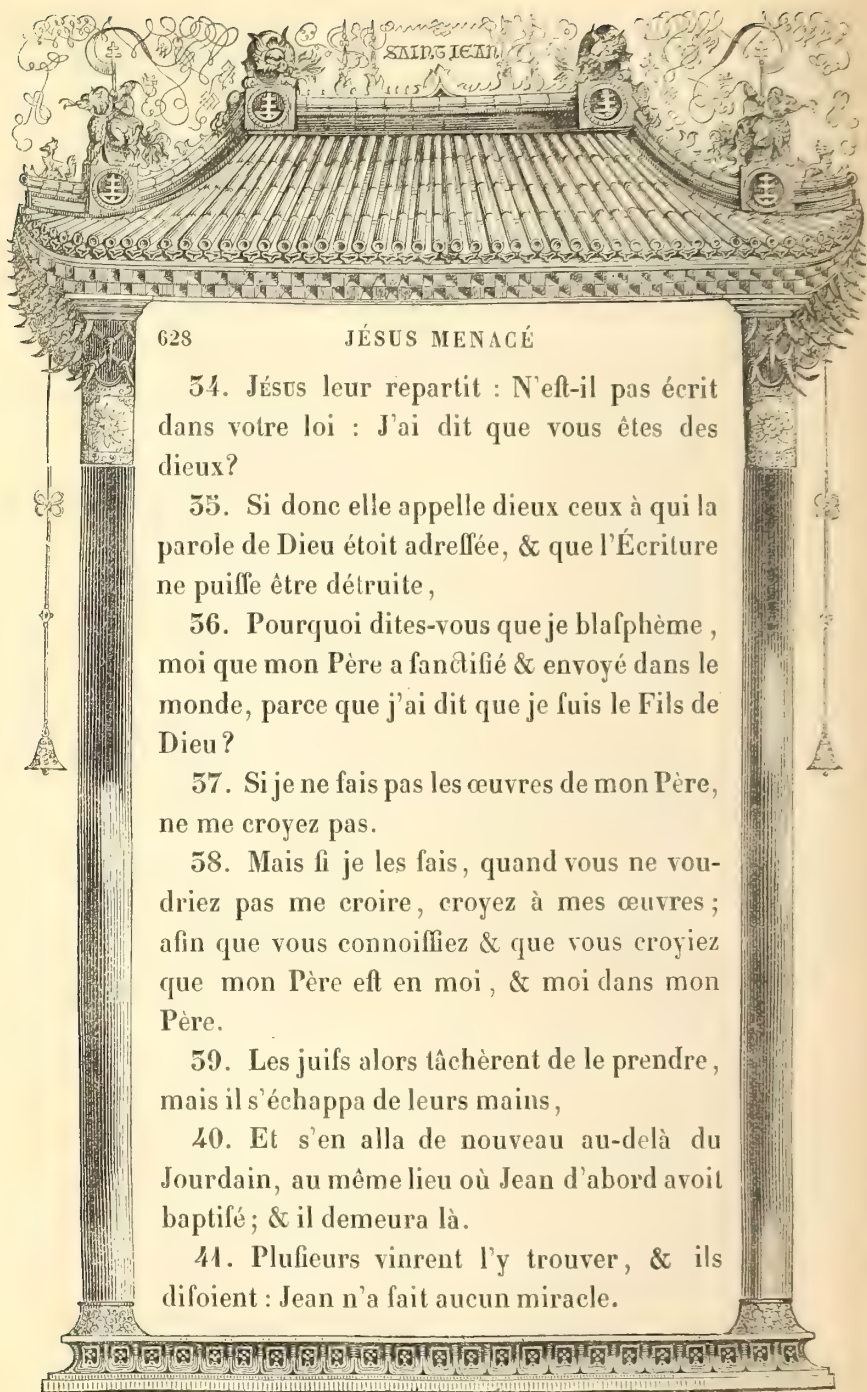 SAINT IEAN
628 JÉSUS MENACÉ
34. JÉSUS leur repartit : N'eſt-il pas écrit
dans votre loi : J'ai dit que vous êtes des
dieux?
35. Si donc elle appelle dieux ceux à qui la
parole de Dieu étoit adreſſée, & que l'Écriture
ne puiſſe être détruite,
36. Pourquoi dites-vous que je blaſphème,
moi que mon Père a ſanctifié & envoyé dans le
monde, parce que j'ai dit que je ſuis le Fils de
Dieu?
37. Si je ne fais pas les œuvres de mon Père,
ne me croyez pas.
38. Mais ſi je les fais, quand vous ne vou-
driez pas me croire, croyez à mes œuvres;
afin que vous connoiſſiez & que vous croyiez
que mon Père eſt en moi, & moi dans mon
Père.
39. Les juifs alors tâchèrent de le prendre,
mais il s'échappa de leurs mains,
40. Et s'en alla de nouveau au-delà du
Jourdain, au même lieu où Jean d'abord avoit
baptiſé; & il demeura là.
41. Pluſieurs vinrent l'y trouver, & ils
diſoient : Jean n'a fait aucun miracle.